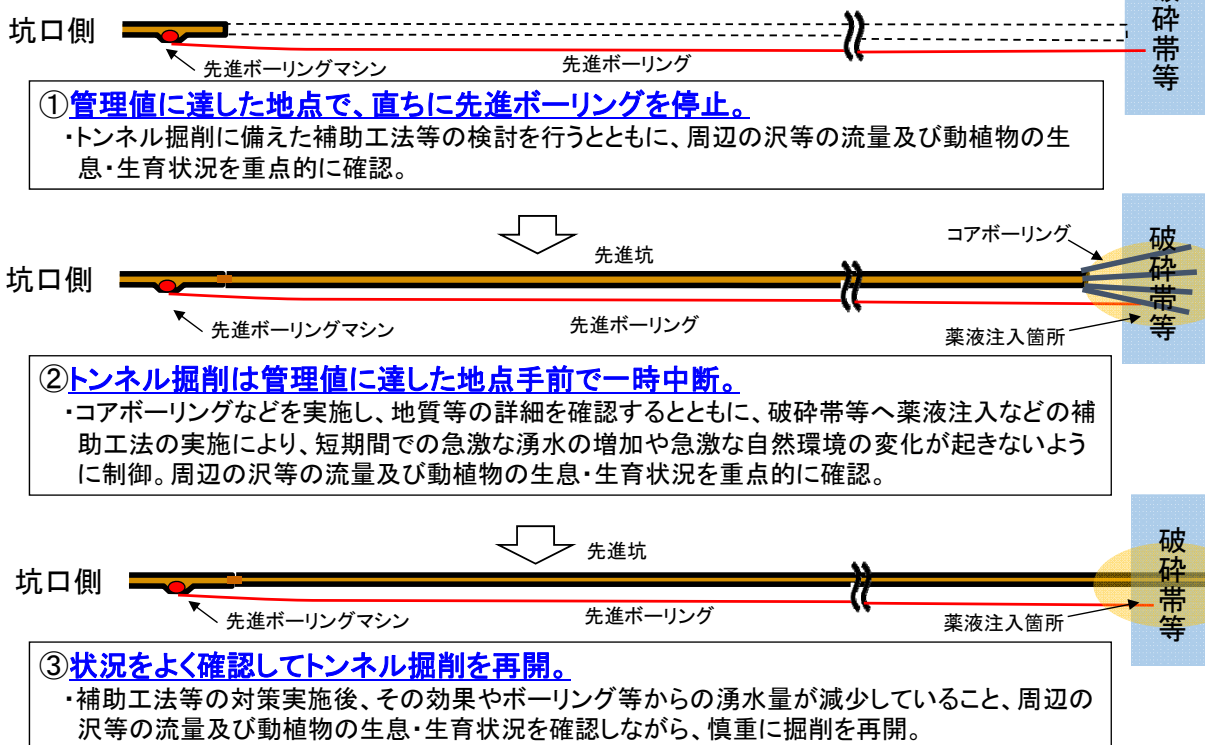 坑口側
先進ボーリングマシン
先進ボーリング
砕帯等
①管理値に達した地点で、直ちに先進ボーリングを停止。
・トンネル掘削に備えた補助工法等の検討を行うとともに、周辺の沢等の流量及び動植物の生
息・生育状況を重点的に確認。
坑口側
先進坑
コアボーリング
破砕帯等
先進ボーリングマシン
先進ボーリング
薬液注入箇所
②トンネル掘削は管理値に達した地点手前で一時中断。
・コアボーリングなどを実施し、地質等の詳細を確認するとともに、破砕帯等へ薬液注入などの補
助工法の実施により、短期間での急激な湧水の増加や急激な自然環境の変化が起きないよう
に制御。周辺の沢等の流量及び動植物の生息・生育状況を重点的に確認。
先進坑
坑口側
破砕帯等
先進ボーリングマシン
先進ボーリング
薬液注入箇所
③状況をよく確認してトンネル掘削を再開。
・補助工法等の対策実施後、その効果やボーリング等からの湧水量が減少していること、周辺の
沢等の流量及び動植物の生息・生育状況を確認しながら、慎重に掘削を再開。